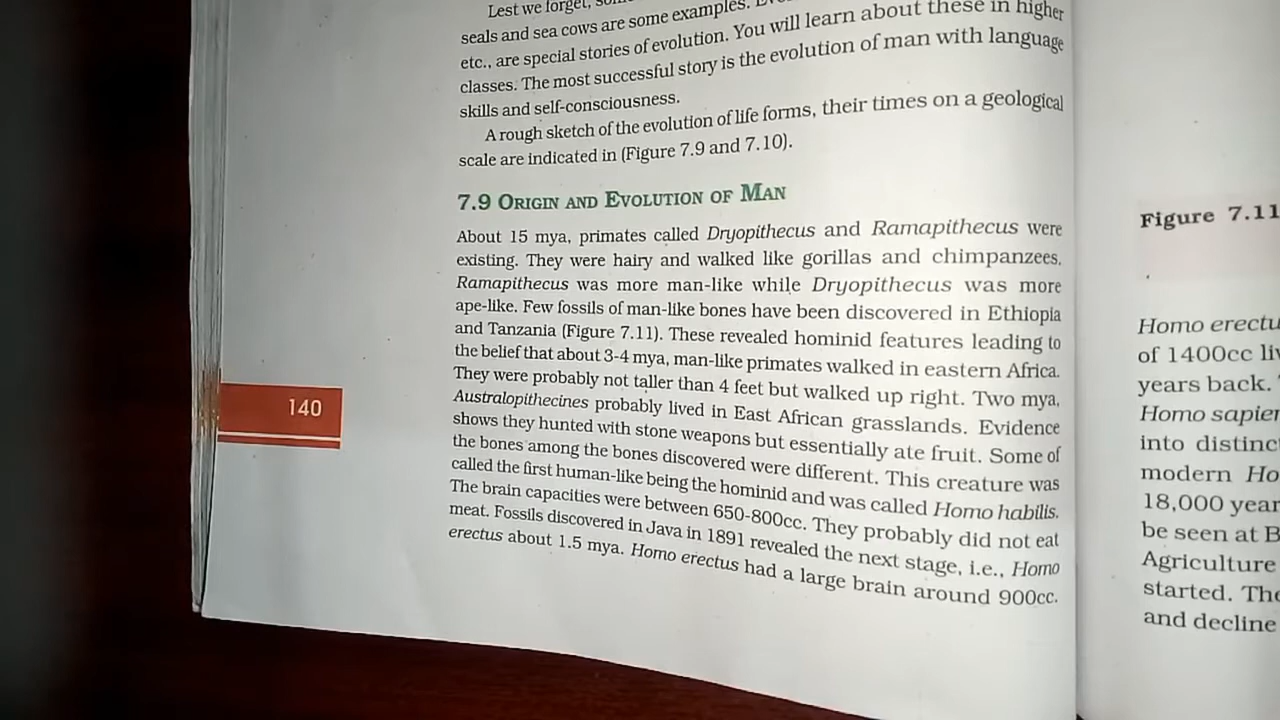 Lest we forget,
seals and sea cows are some examples.
etc., are special stories of evolution. You will learn about these in higher
classes. The most successful story is the evolution of man with language
skills and self-consciousness.
A rough sketch of the evolution of life forms, their times on a geological
scale are indicated in (Figure 7.9 and 7.10).
7.9 ORIGIN AND EVOLUTION OF MAN
About 15 mya, primates called Dryopithecus and Ramapithecus were
existing. They were hairy and walked like gorillas and chimpanzees.
Ramapithecus was more man-like while Dryopithecus was more
ape-like. Few fossils of man-like bones have been discovered in Ethiopia
and Tanzania (Figure 7.11). These revealed hominid features leading to
the belief that about 3-4 mya, man-like primates walked in eastern Africa.
They were probably not taller than 4 feet but walked up right. Two mya,
Australopithecines probably lived in East African grasslands. Evidence
shows they hunted with stone weapons but essentially ate fruit. Some of
the bones among the bones discovered were different. This creature was
called the first human-like being the hominid and was called Homo habilis.
The brain capacities were between 650-800cc. They probably did not eat
meat. Fossils discovered in Java in 1891 revealed the next stage, i.e., Homo
erectus about 1.5 mya. Homo erectus had a large brain around 900cc.
140
Figure 7.11
Homo erectu
of 1400cc liv
years back.
Homo sapien
into distinct
modern Ho
18,000 year
be seen at B
Agriculture
started. The
and decline